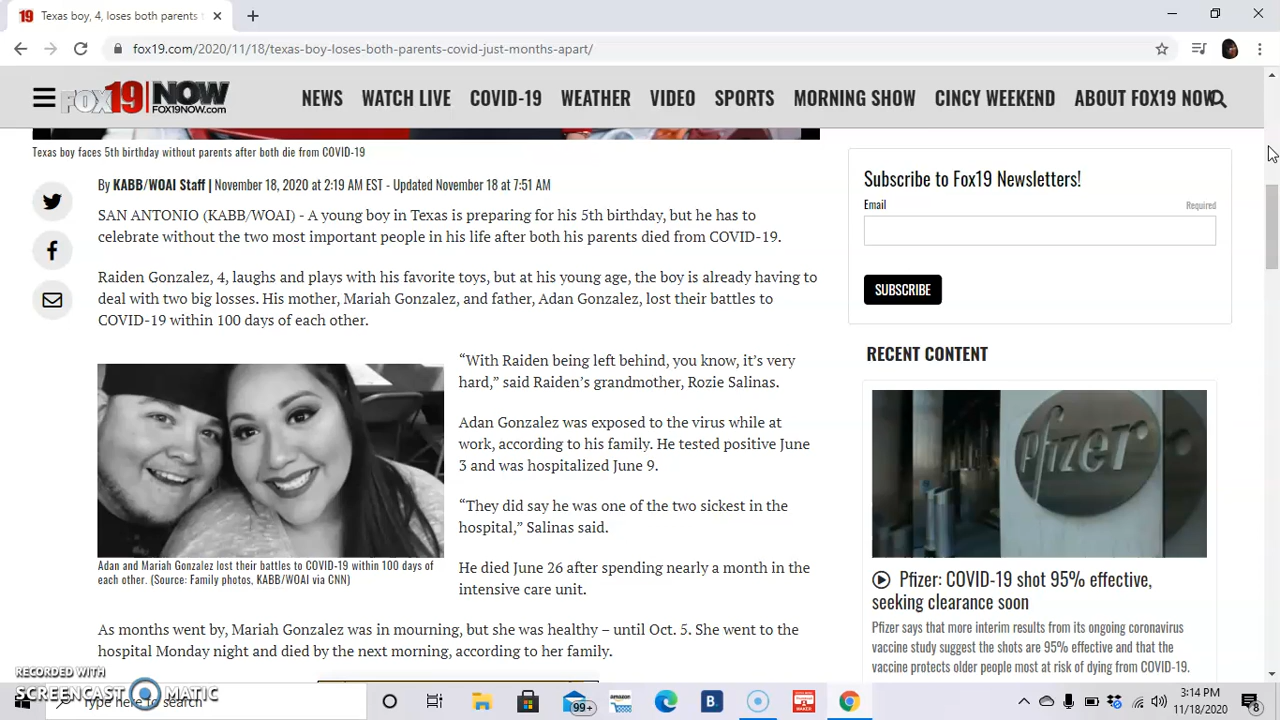 19 Texas boy, 4, loses both parents
fox19.com/2020/11/18/texas-boy-loses-both-parents-covid-just-months-apart/
FOX19 NOW
FOX19NOW.COM
NEWS WATCH LIVE COVID-19 WEATHER VIDEO SPORTS MORNING SHOW CINCY WEEKEND ABOUT FOX19 NOW
Texas boy faces 5th birthday without parents after both die from COVID-19
By KABB/WOAI Staff | November 18, 2020 at 2:19 AM EST - Updated November 18 at 7:51 AM
SAN ANTONIO (KABB/WOAI) - A young boy in Texas is preparing for his 5th birthday, but he has to
celebrate without the two most important people in his life after both his parents died from COVID-19.
Raiden Gonzalez, 4, laughs and plays with his favorite toys, but at his young age, the boy is already having to
deal with two big losses. His mother, Mariah Gonzalez, and father, Adan Gonzalez, lost their battles to
COVID-19 within 100 days of each other.
“With Raiden being left behind, you know, it’s very
hard,” said Raiden’s grandmother, Rozie Salinas.
Adan Gonzalez was exposed to the virus while at
work, according to his family. He tested positive June
3 and was hospitalized June 9.
“They did say he was one of the two sickest in the
hospital,” Salinas said.
He died June 26 after spending nearly a month in the
intensive care unit.
Adan and Mariah Gonzalez lost their battles to COVID-19 within 100 days of
each other. (Source: Family photos, KABB/WOAI via CNN)
As months went by, Mariah Gonzalez was in mourning, but she was healthy – until Oct. 5. She went to the
hospital Monday night and died by the next morning, according to her family.
Subscribe to Fox19 Newsletters!
Email Required
SUBSCRIBE
RECENT CONTENT
Pfizer
Pfizer: COVID-19 shot 95% effective,
seeking clearance soon
Pfizer says that more interim results from its ongoing coronavirus
vaccine study suggest the shots are 95% effective and that the
vaccine protects older people most at risk of dying from COVID-19.
RECORDED WITH
SCREENCAST MATIC
Type here to search
99+
amazon
B.
3:14 PM
11/18/2020
8